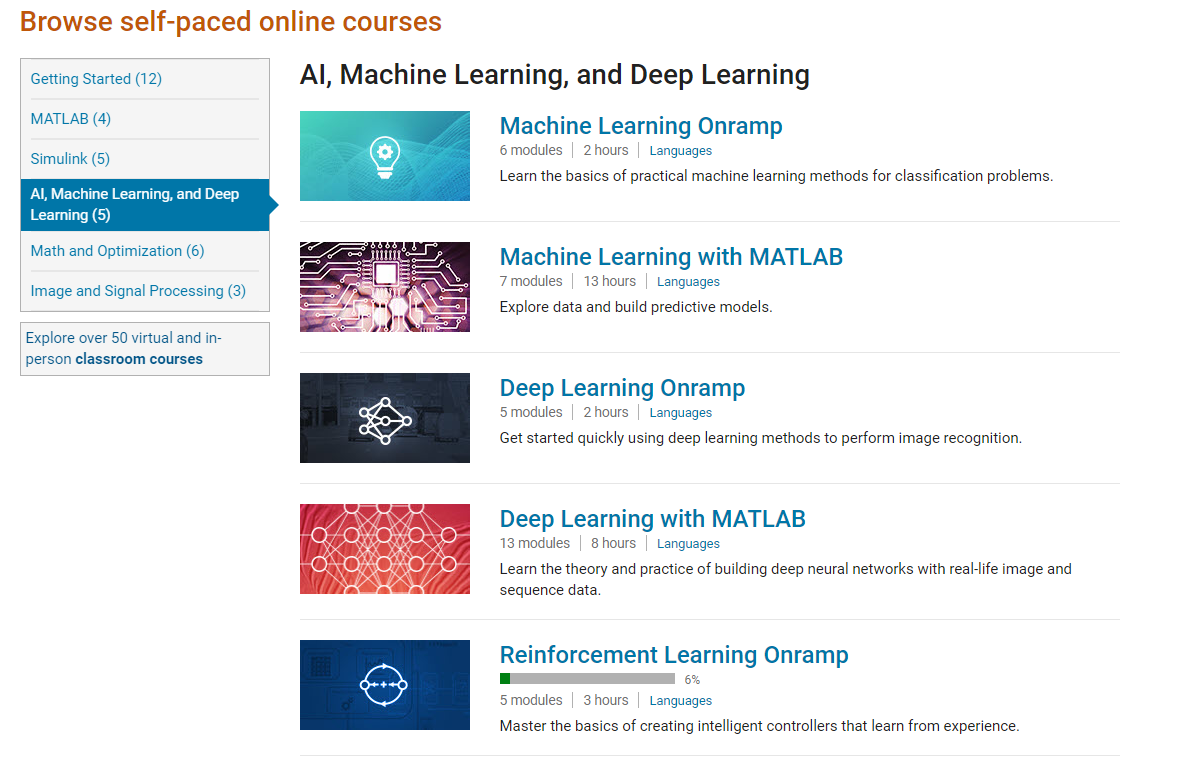 Browse self-paced online courses
Getting Started (12)
MATLAB (4)
Simulink (5)
AI, Machine Learning, and Deep
Learning (5)
Math and Optimization (6)
Image and Signal Processing (3)
Explore over 50 virtual and in-
person classroom courses
AI, Machine Learning, and Deep Learning
Machine Learning Onramp
6 modules | 2 hours | Languages
Learn the basics of practical machine learning methods for classification problems.
Machine Learning with MATLAB
7 modules | 13 hours | Languages
Explore data and build predictive models.
Deep Learning Onramp
5 modules | 2 hours | Languages
Get started quickly using deep learning methods to perform image recognition.
Deep Learning with MATLAB
13 modules | 8 hours | Languages
Learn the theory and practice of building deep neural networks with real-life image and
sequence data.
Reinforcement Learning Onramp
6%
5 modules | 3 hours | Languages
Master the basics of creating intelligent controllers that learn from experience.